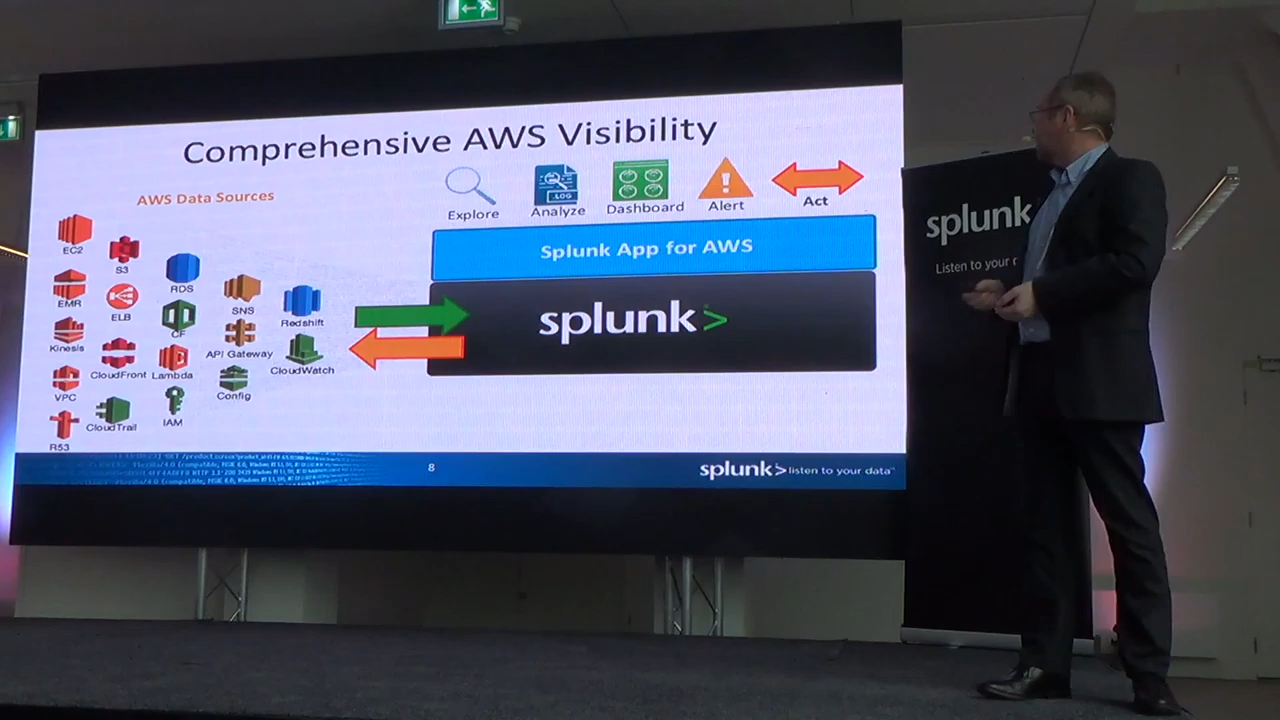 Comprehensive AWS Visibility
AWS Data Sources
EC2
S3
RDS
EMR
ELB
SNS
Redshift
CF
Kinesis
CloudFront
Lambda
API Gateway
CloudWatch
VPC
Config
CloudTrail
IAM
R53
Explore
Analyze
.LOG
Dashboard
Alert
Act
Splunk App for AWS
splunk>
8
splunk> listen to your data
splunk
Listen to your